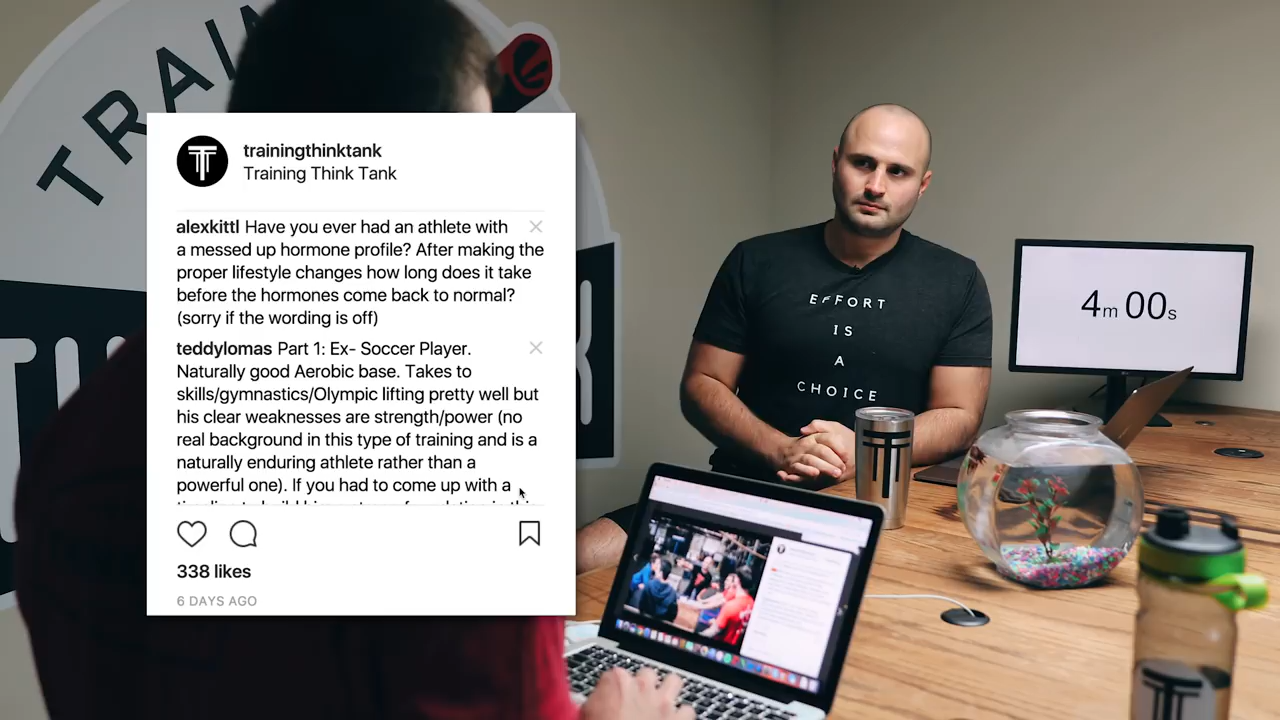 TRAIN
trainingthinktank
Training Think Tank
alexkittl Have you ever had an athlete with
a messed up hormone profile? After making the
proper lifestyle changes how long does it take
before the hormones come back to normal?
(sorry if the wording is off)
teddylomas Part 1: Ex- Soccer Player.
Naturally good Aerobic base. Takes to
skills/gymnastics/Olympic lifting pretty well but
his clear weaknesses are strength/power (no
real background in this type of training and is a
naturally enduring athlete rather than a
powerful one). If you had to come up with a
338 likes
6 DAYS AGO
EFFORT
IS
A
CHOICE
4m 00s